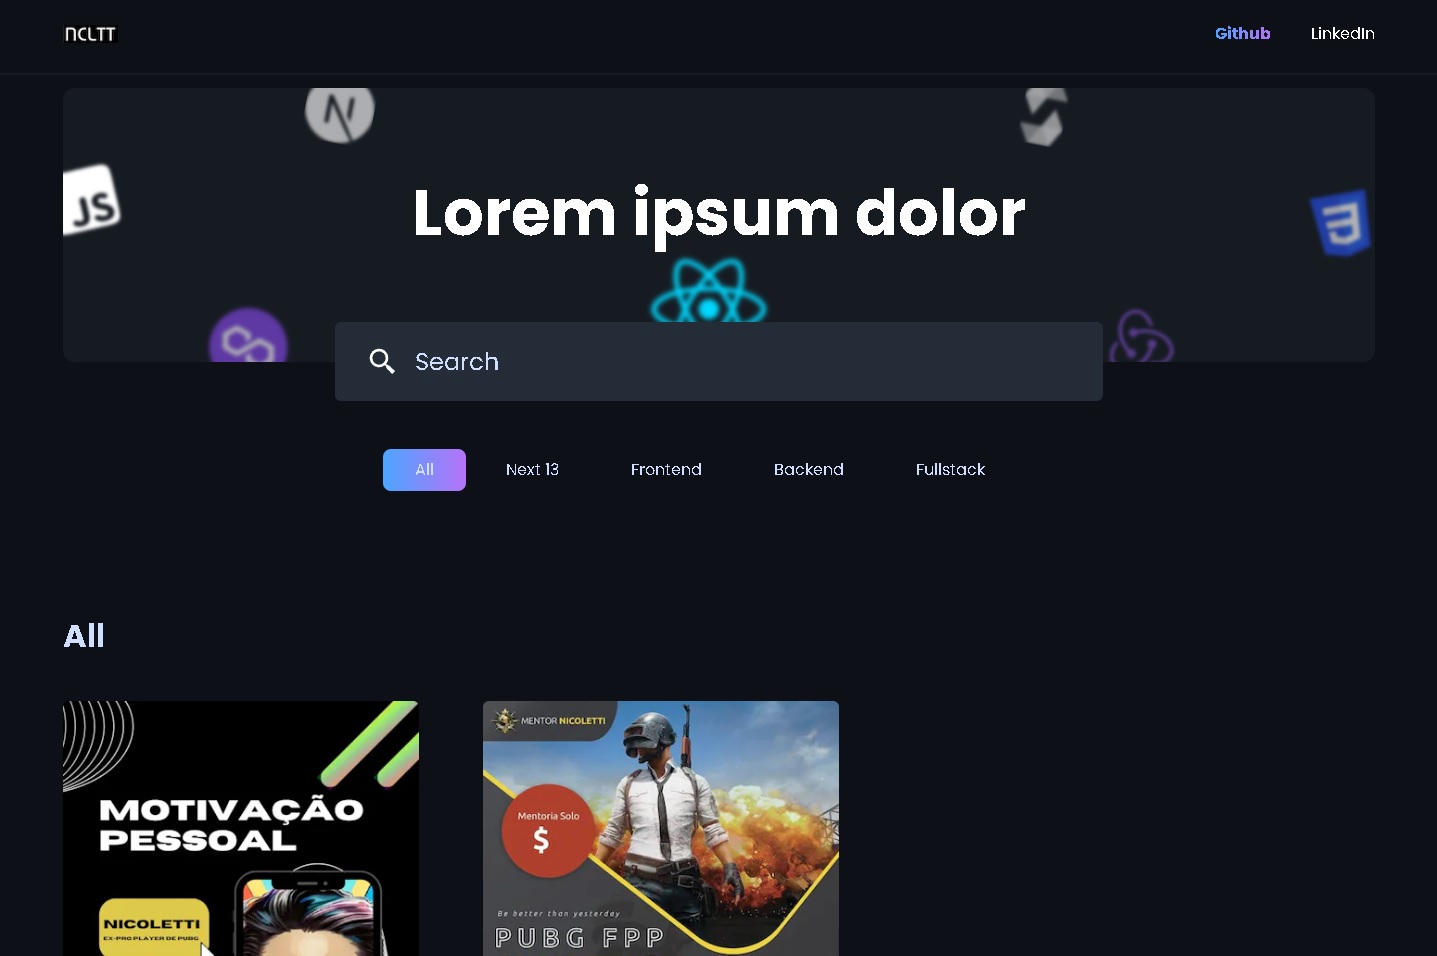 NCLTT
Github
LinkedIn
JS
Lorem ipsum dolor
Search
All
Next 13
Frontend
Backend
Fullstack
All
MOTIVAÇÃO
PESSOAL
NICOLETTI
EX-PRO PLAYER DE PUBG
MENTOR NICOLETTI
Mentoria Solo
$
Be better than yesterday
PUBG FPP